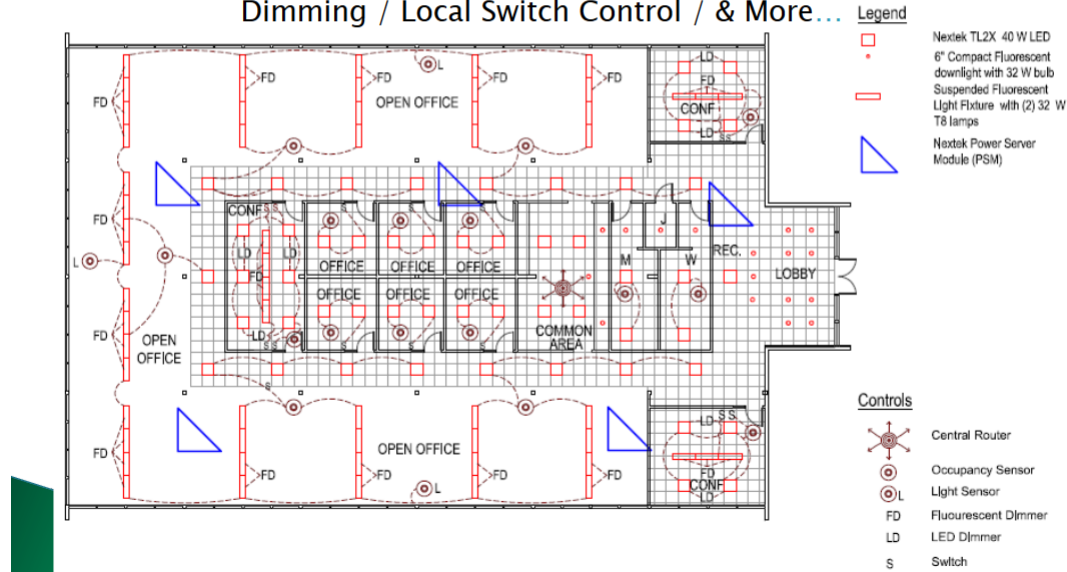 Dimming / Local Switch Control / & More...
Legend
Nextek TL2X 40 W LED
6" Compact Fluorescent
downlight with 32 W bulb
Suspended Fluorescent
Light Fixture with (2) 32 W
T8 lamps
Nextek Power Server
Module (PSM)
FD
FD
FD
FD
FD
L
OPEN OFFICE
LD
FD
CONF
LD
S S
CONF
S S
S
S
S
J
FD
L
LD
LD
FD
OFFICE
OFFICE
OFFICE
M
W
REC.
LOBBY
OFFICE
OFFICE
OFFICE
FD
OPEN
OFFICE
LD
S S
S
S
S
COMMON
AREA
S
LD
S S
FD
FD
FD
FD
FD
OPEN OFFICE
L
FD
CONF
LD
Controls
Central Router
Occupancy Sensor
L
Light Sensor
FD
Fluourescent Dimmer
LD
LED Dimmer
S
Switch